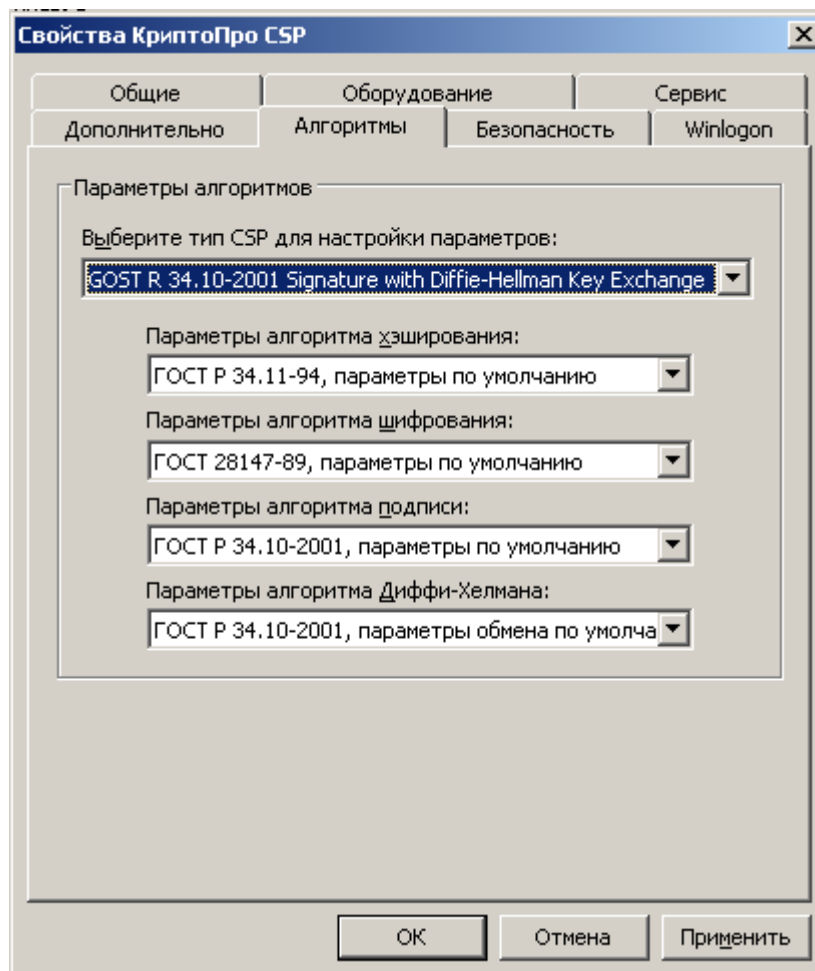 Свойства КриптоПро CSP
Общие
Оборудование
Сервис
Дополнительно
Алгоритмы
Безопасность
Winlogon
Параметры алгоритмов
Выберите тип CSP для настройки параметров:
GOST R 34.10-2001 Signature with Diffie-Hellman Key Exchange
Параметры алгоритма хэширования:
ГОСТ Р 34.11-94, параметры по умолчанию
Параметры алгоритма шифрования:
ГОСТ 28147-89, параметры по умолчанию
Параметры алгоритма подписи:
ГОСТ Р 34.10-2001, параметры по умолчанию
Параметры алгоритма Диффи-Хелмана:
ГОСТ Р 34.10-2001, параметры обмена по умолча
ОК
Отмена
Применить